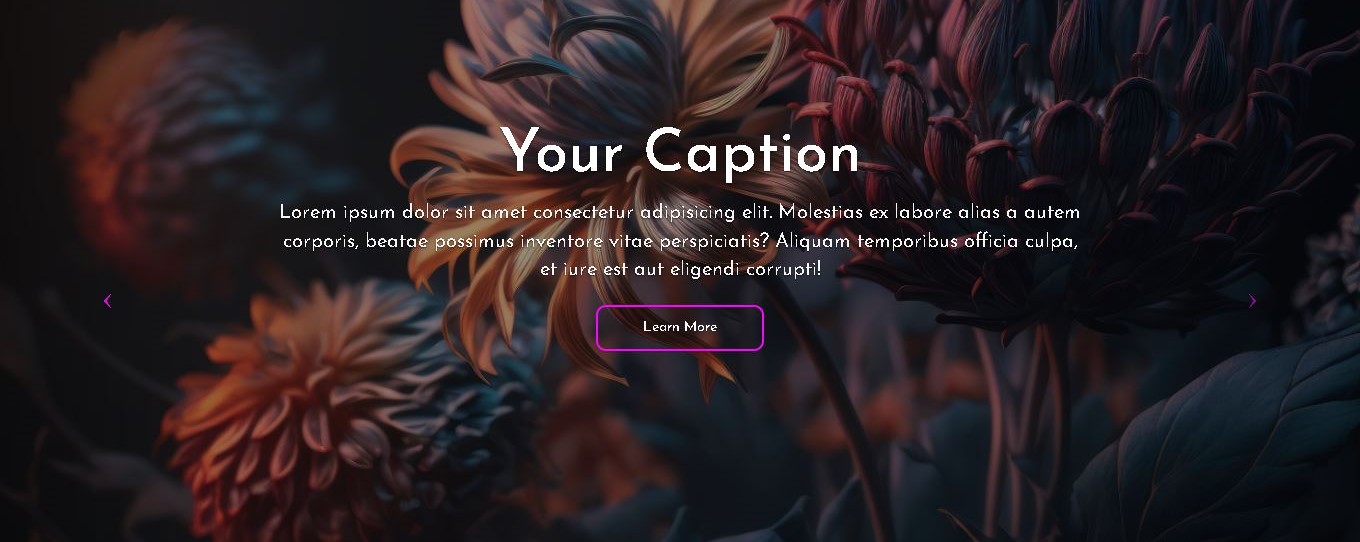 Your Caption
Lorem ipsum dolor sit amet consectetur adipisicing elit. Molestias ex labore alias a autem
corporis, beatae possimus inventore vitae perspiciatis? Aliquam temporibus officia culpa,
et iure est aut eligendi corrupti!
Learn More